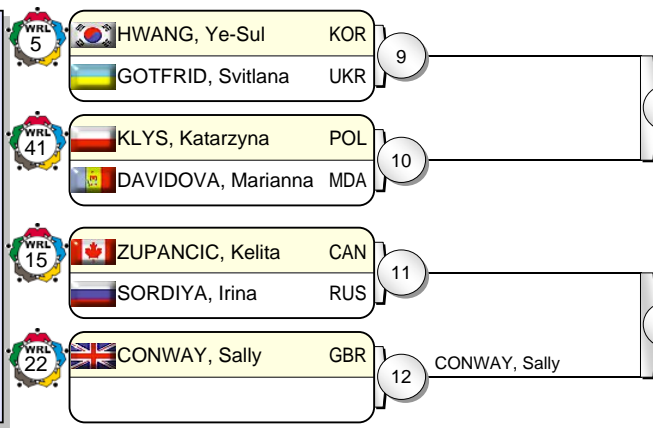 WRL
5
HWANG, Ye-Sul KOR
GOTFRID, Svitlana UKR
9
WRL
41
KLYS, Katarzyna POL
DAVIDOVA, Marianna MDA
10
WRL
15
ZUPANCIC, Kelita CAN
SORDIYA, Irina RUS
11
WRL
22
CONWAY, Sally GBR
12
CONWAY, Sally